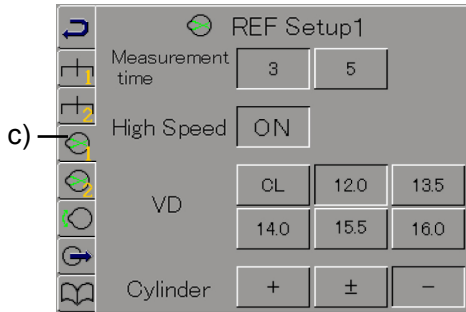 REF Setup1
Measurement time 3 5
1
2
c) 1
High Speed ON
2
VD CL 12.0 13.5
14.0 15.5 16.0
Cylinder + ± −